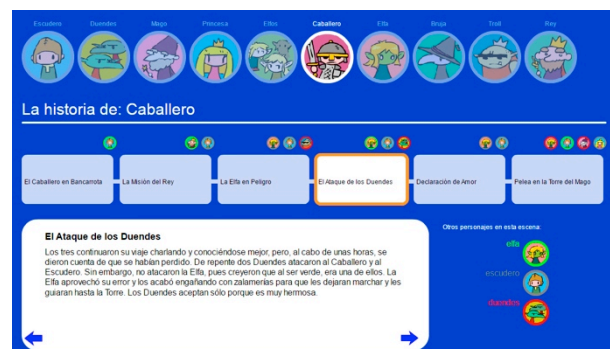 Escudero Duendes Mago Princesa Elfos Caballero Elfa Bruja Troll Rey
La historia de: Caballero
El Caballero en Bancarrota
La Misión del Rey
La Elfa en Peligro
El Ataque de los Duendes
Declaración de Amor
Pelea en la Torre del Mago
El Ataque de los Duendes
Los tres continuaron su viaje charlando y conociéndose mejor, pero, al cabo de unas horas, se
dieron cuenta de que se habían perdido. De repente dos Duendes atacaron al Caballero y al
Escudero. Sin embargo, no atacaron la Elfa, pues creyeron que al ser verde, era una de ellos. La
Elfa aprovechó su error y los acabó engañando con zalamerías para que les dejaran marchar y les
guiaran hasta la Torre. Los Duendes aceptan sólo porque es muy hermosa.
Otros personajes en esta escena:
elfa
escudero
duendes